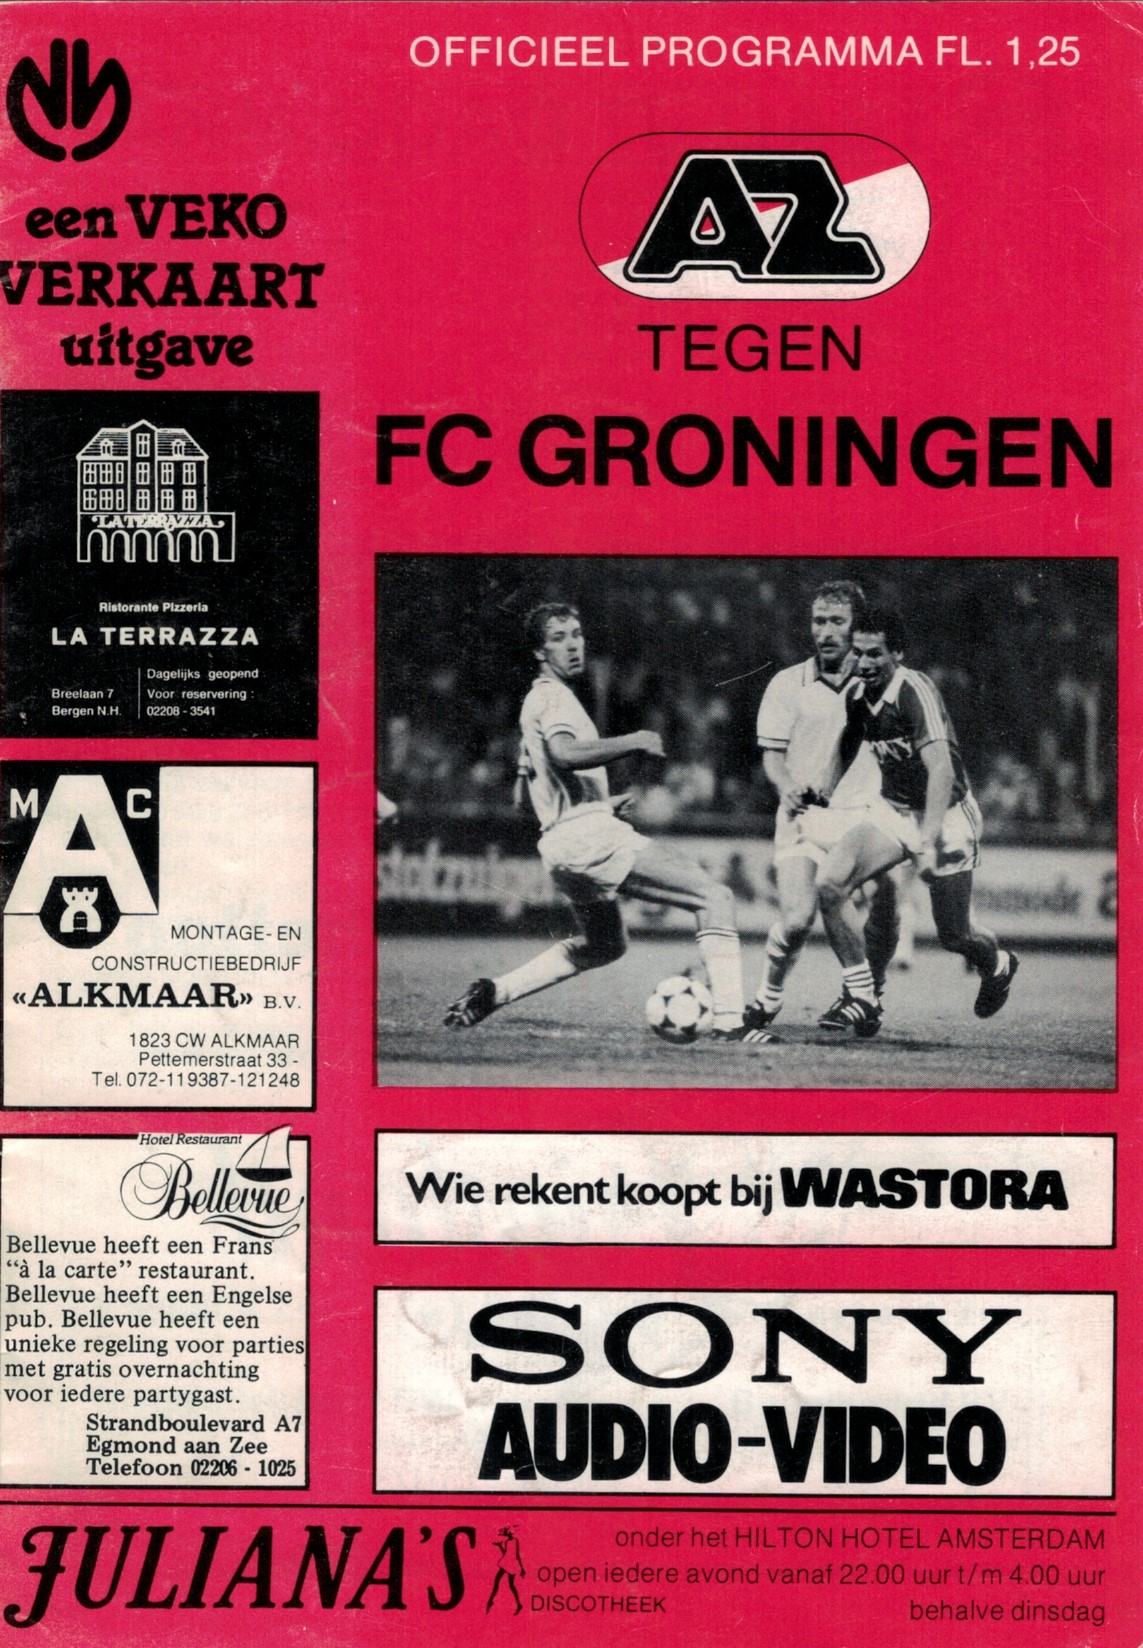 OFFICIEEL PROGRAMMA FL. 1,25
een VEKO
VERKAART
uitgave
AZ
TEGEN
FC GRONINGEN
LA TERRAZZA
Ristorante Pizzeria
LA TERRAZZA
Breelaan 7
Bergen N.H.
Dagelijks geopend
Voor reservering :
02208 - 3541
SONY
M A C
MONTAGE- EN
CONSTRUCTIEBEDRIJF
«ALKMAAR» B.V.
1823 CW ALKMAAR
Pettemerstraat 33 -
Tel. 072-119387-121248
Hotel Restaurant
Bellevue
Bellevue heeft een Frans
“à la carte” restaurant.
Bellevue heeft een Engelse
pub. Bellevue heeft een
unieke regeling voor parties
met gratis overnachting
voor iedere partygast.
Strandboulevard A7
Egmond aan Zee
Telefoon 02206 - 1025
Wie rekent koopt bij WASTORA
SONY
AUDIO-VIDEO
JULIANA'S
DISCOTHEEK
onder het HILTON HOTEL AMSTERDAM
open iedere avond vanaf 22.00 uur t/m 4.00 uur
behalve dinsdag